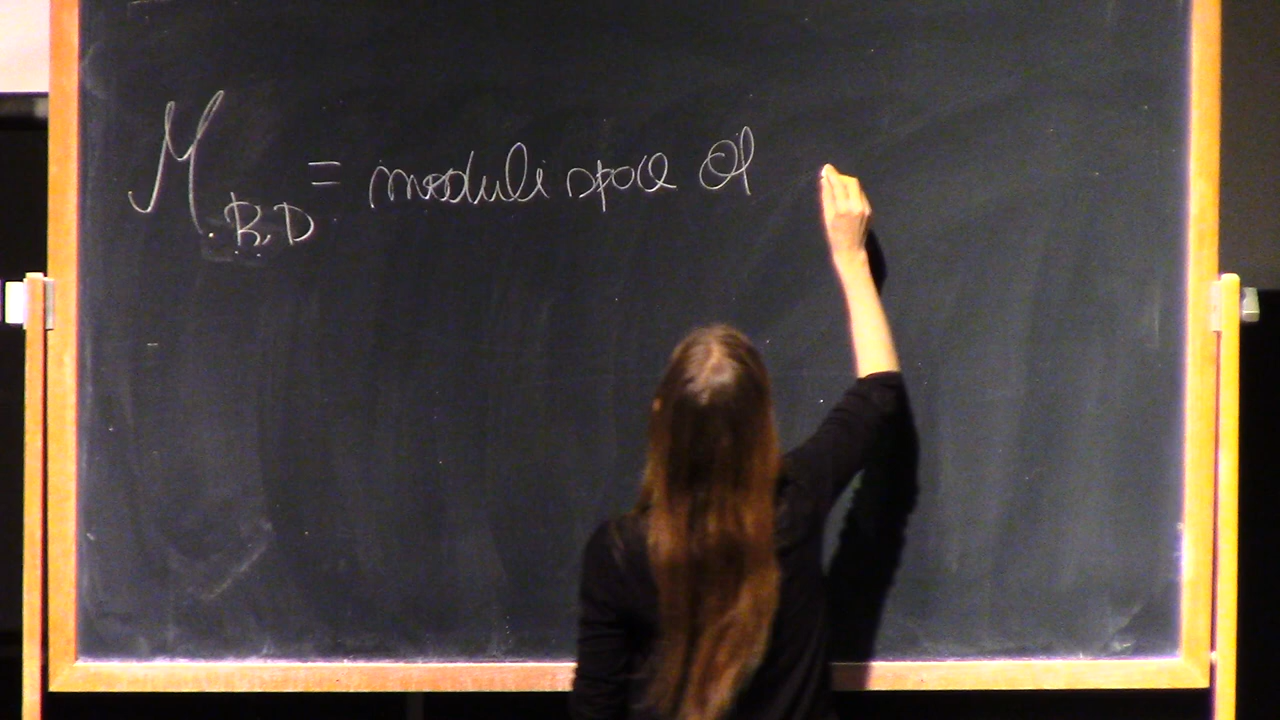 M_{R,D} = moduli space of